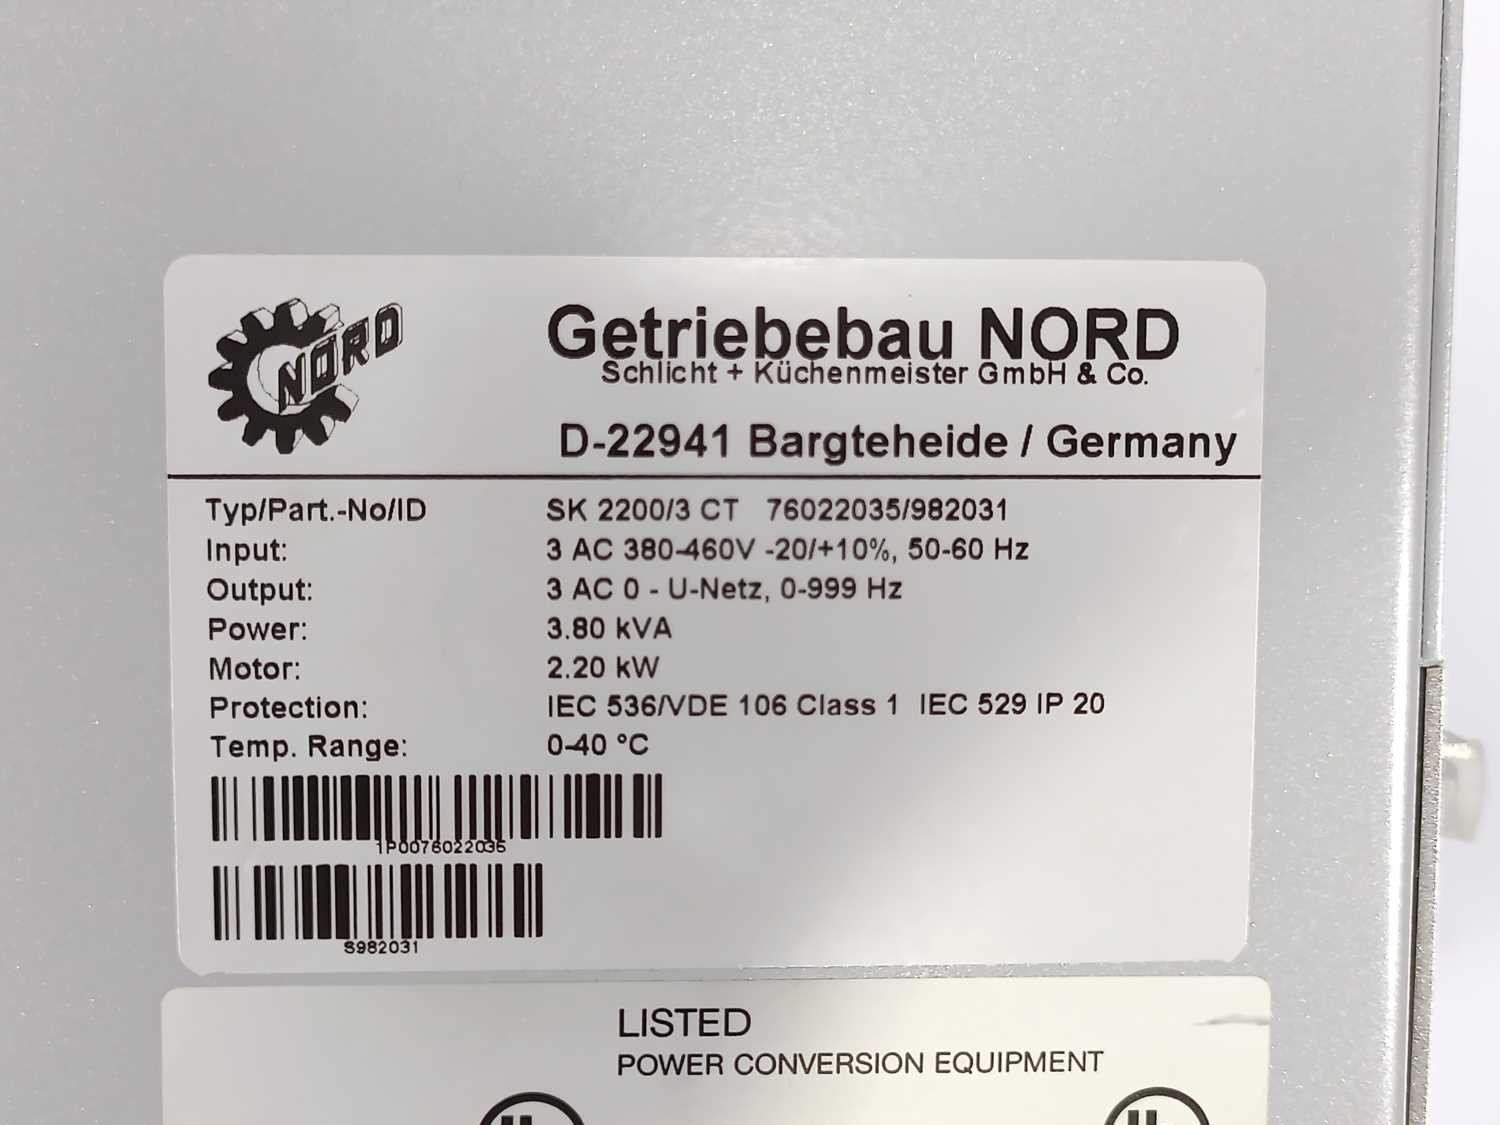 NORD
Getriebebau NORD
Schlicht + Küchenmeister GmbH & Co.
D-22941 Bargteheide / Germany
Typ/Part.-No/ID SK 2200/3 CT 76022035/982031
Input: 3 AC 380-460V -20/+10%, 50-60 Hz
Output: 3 AC 0 - U-Netz, 0-999 Hz
Power: 3.80 kVA
Motor: 2.20 kW
Protection: IEC 536/VDE 106 Class 1 IEC 529 IP 20
Temp. Range: 0-40 °C
1P0076022035
S982031
LISTED
POWER CONVERSION EQUIPMENT